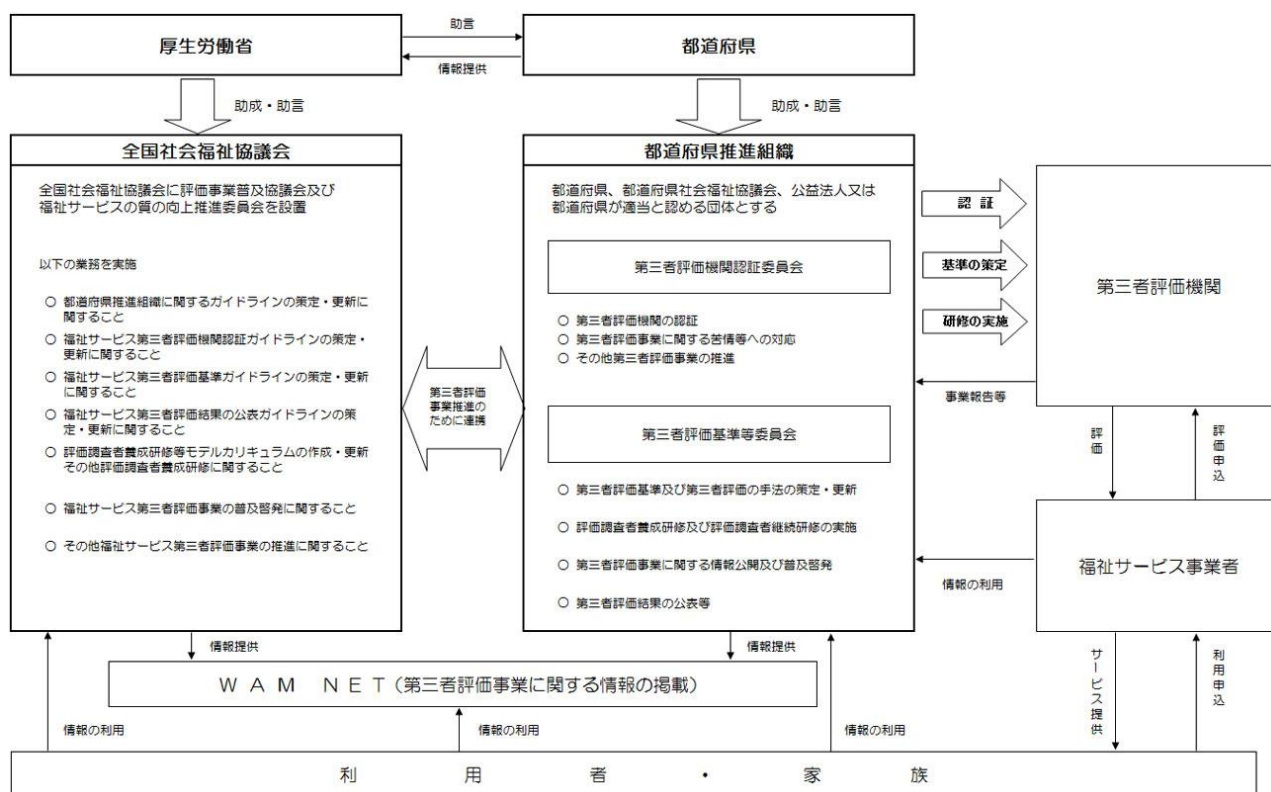 厚生労働省
助言
情報提供
都道府県
助成・助言
助成・助言
全国社会福祉協議会
全国社会福祉協議会に評価事業普及協議会及び
福祉サービスの質の向上推進委員会を設置
以下の業務を実施
○ 都道府県推進組織に関するガイドラインの策定・更新に
関すること
○ 福祉サービス第三者評価機関認証ガイドラインの策定・
更新に関すること
○ 福祉サービス第三者評価基準ガイドラインの策定・更新
に関すること
○ 福祉サービス第三者評価結果の公表ガイドラインの策
定・更新に関すること
○ 評価調査者養成研修等モデルカリキュラムの作成・更新
その他評価調査者養成研修に関すること
○ 福祉サービス第三者評価事業の普及啓発に関すること
○ その他福祉サービス第三者評価事業の推進に関すること
第三者評価
事業推進の
ために連携
都道府県推進組織
都道府県、都道府県社会福祉協議会、公益法人又は
都道府県が適当と認める団体とする
第三者評価機関認証委員会
○ 第三者評価機関の認証
○ 第三者評価事業に関する苦情等への対応
○ その他第三者評価事業の推進
第三者評価基準等委員会
○ 第三者評価基準及び第三者評価の手法の策定・更新
○ 評価調査者養成研修及び評価調査者継続研修の実施
○ 第三者評価事業に関する情報公開及び普及啓発
○ 第三者評価結果の公表等
認 証
基準の策定
研修の実施
事業報告等
第三者評価機関
評価
評価申込
情報の利用
福祉サービス事業者
サービス提供
利用申込
情報提供
情報提供
WAM NET(第三者評価事業に関する情報の掲載)
情報の利用
情報の利用
情報の利用
利用者・家族